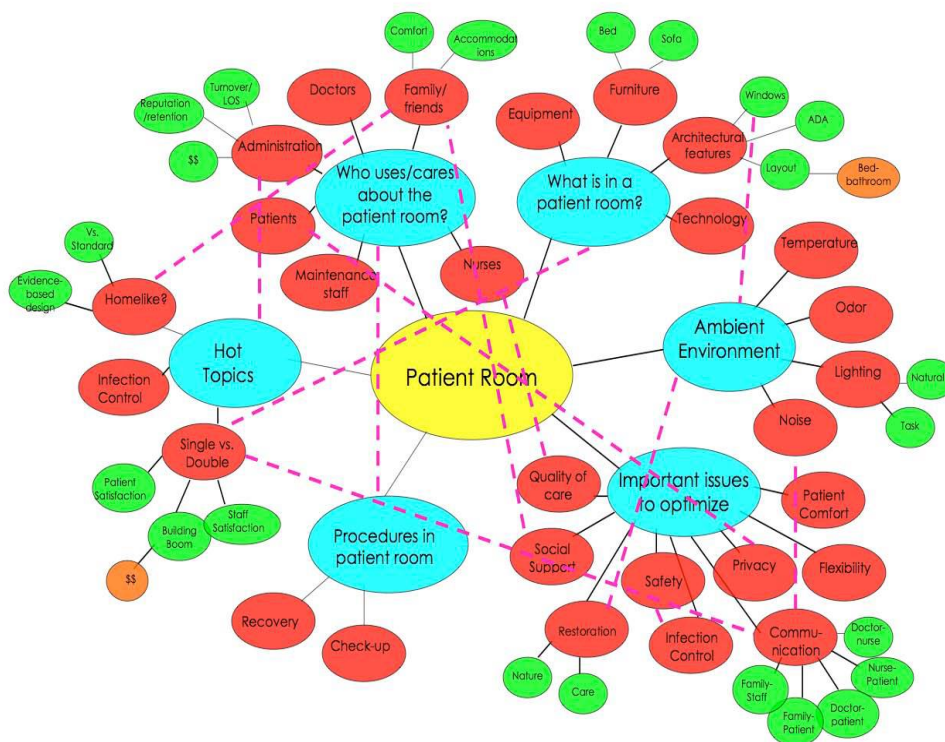 Comfort
Accommodat
ions
Bed
Sofa
Turnover/
LOS
Doctors
Family/
friends
Furniture
Windows
Reputation
/retention
Equipment
ADA
Administration
Architectural
features
$$
Who uses/cares
about the
patient room?
What is in a
patient room?
Layout
Bed-
bathroom
Patients
Technology
Vs.
Standard
Temperature
Maintenance
staff
Nurses
Evidence-
based
design
Homelike?
Odor
Hot
Topics
Ambient
Environment
Patient Room
Infection
Control
Lighting
Natural
Noise
Task
Single vs.
Double
Patient
Satisfaction
Quality of
care
Important issues
to optimize
Patient
Comfort
Staff
Satisfaction
Building
Boom
Procedures in
patient room
Social
Support
Privacy
Flexibility
$$
Safety
Recovery
Restoration
Infection
Control
Commu-
nication
Doctor-
nurse
Check-up
Nature
Care
Nurse-
Patient
Family-
Staff
Family-
Patient
Doctor-
patient